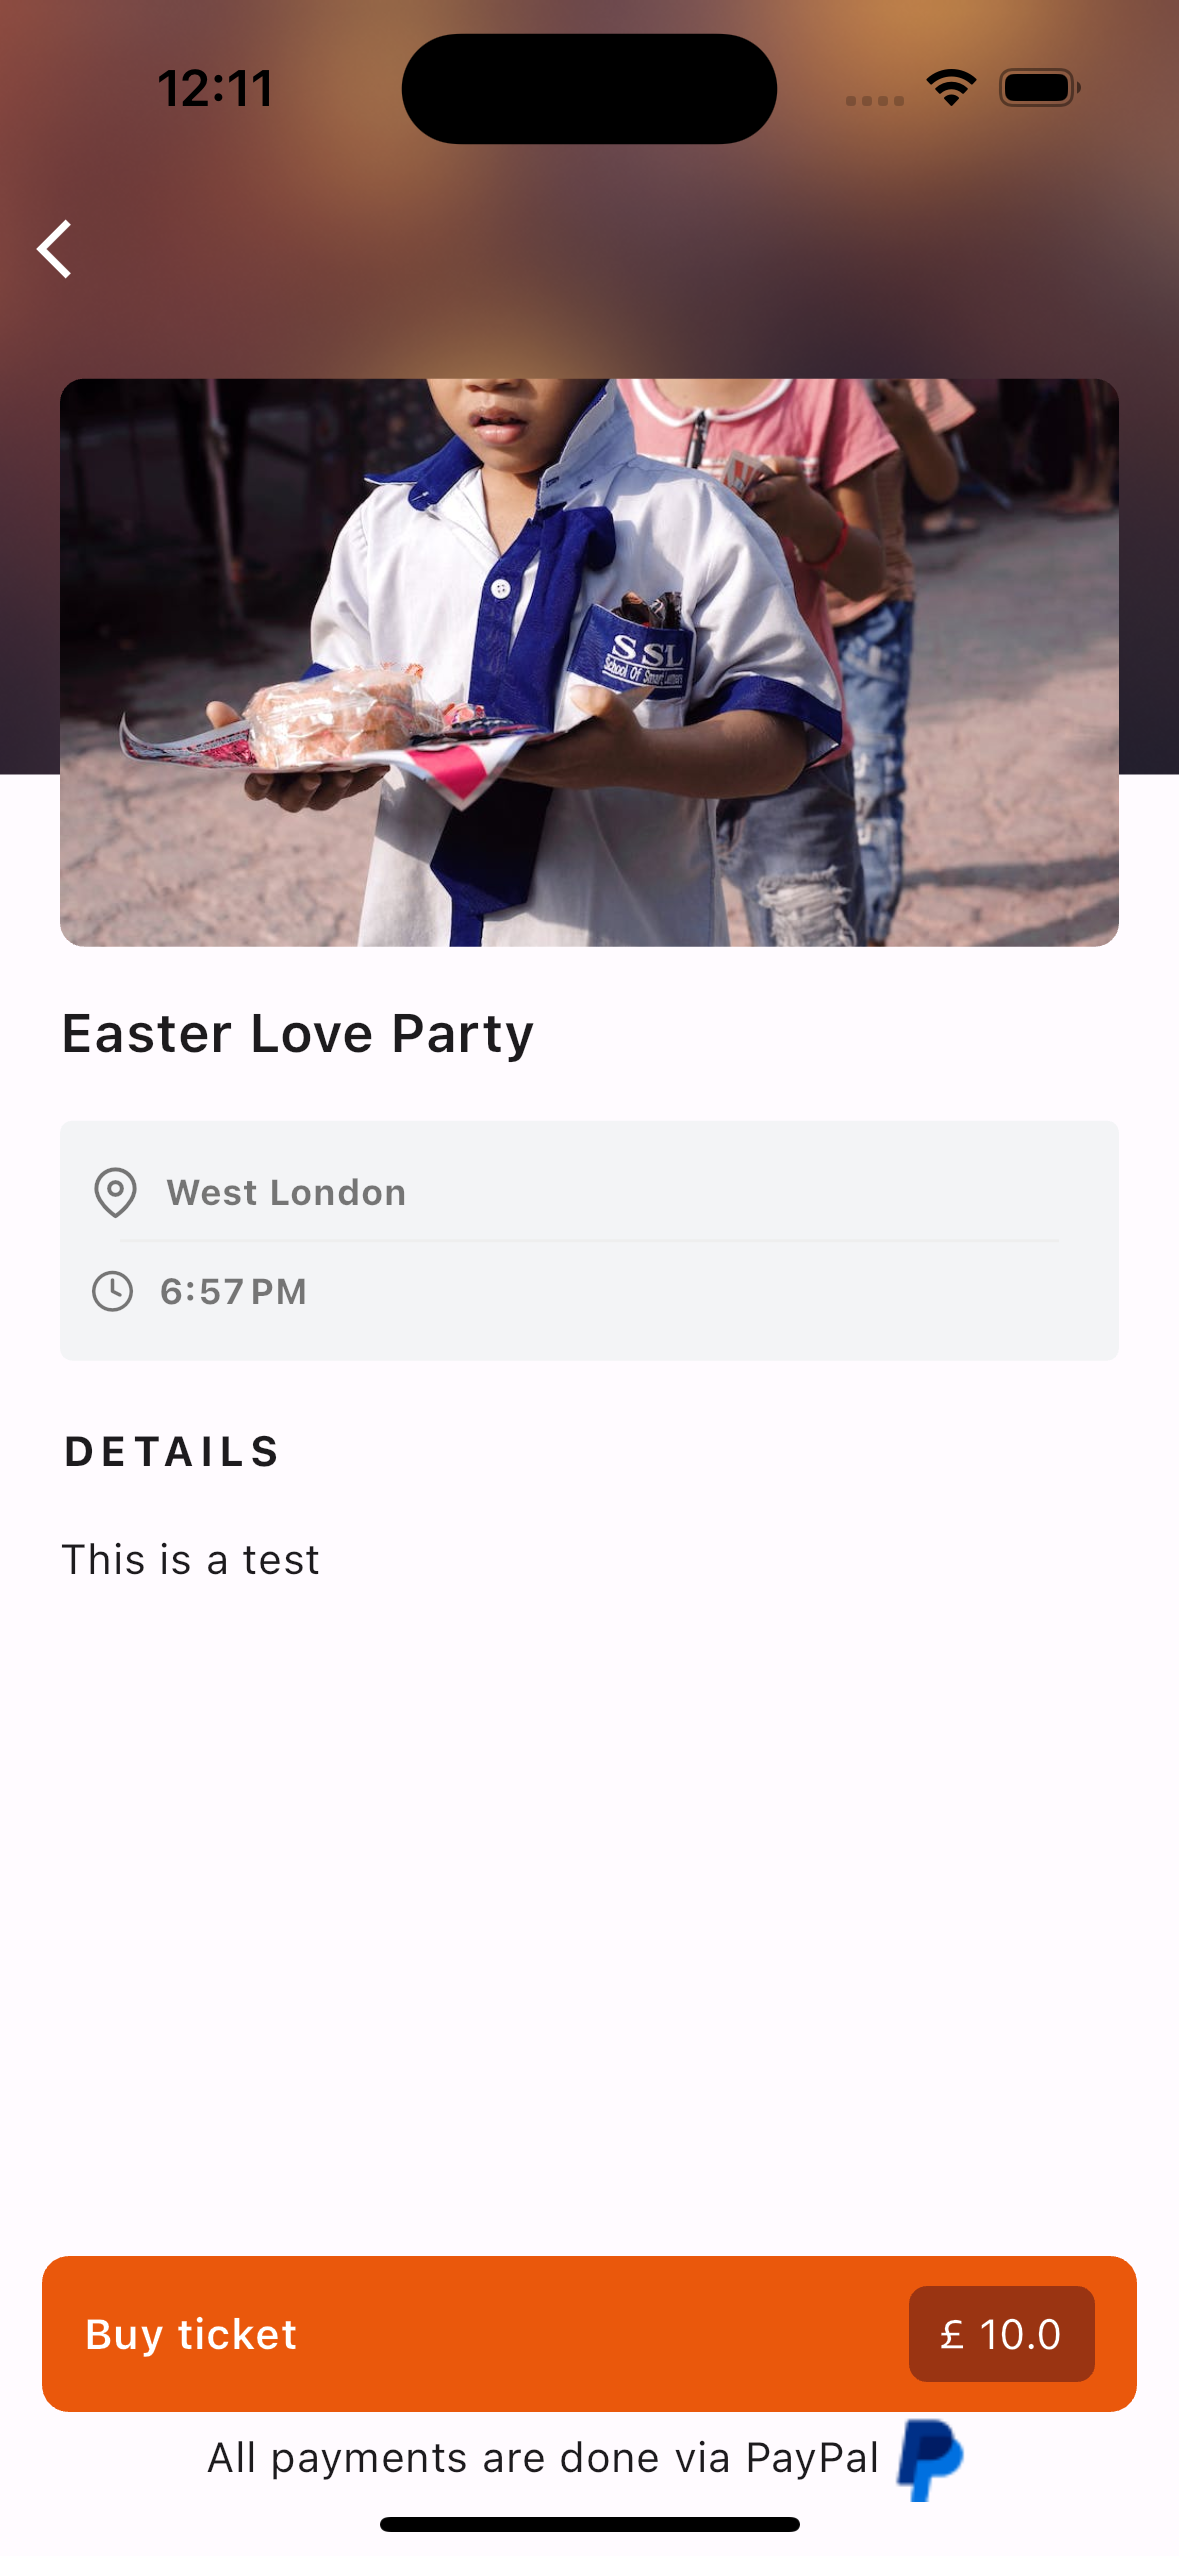 12:11
SSL
School Of Smart Learners
Easter Love Party
West London
6:57 PM
DETAILS
This is a test
Buy ticket
£ 10.0
All payments are done via PayPal